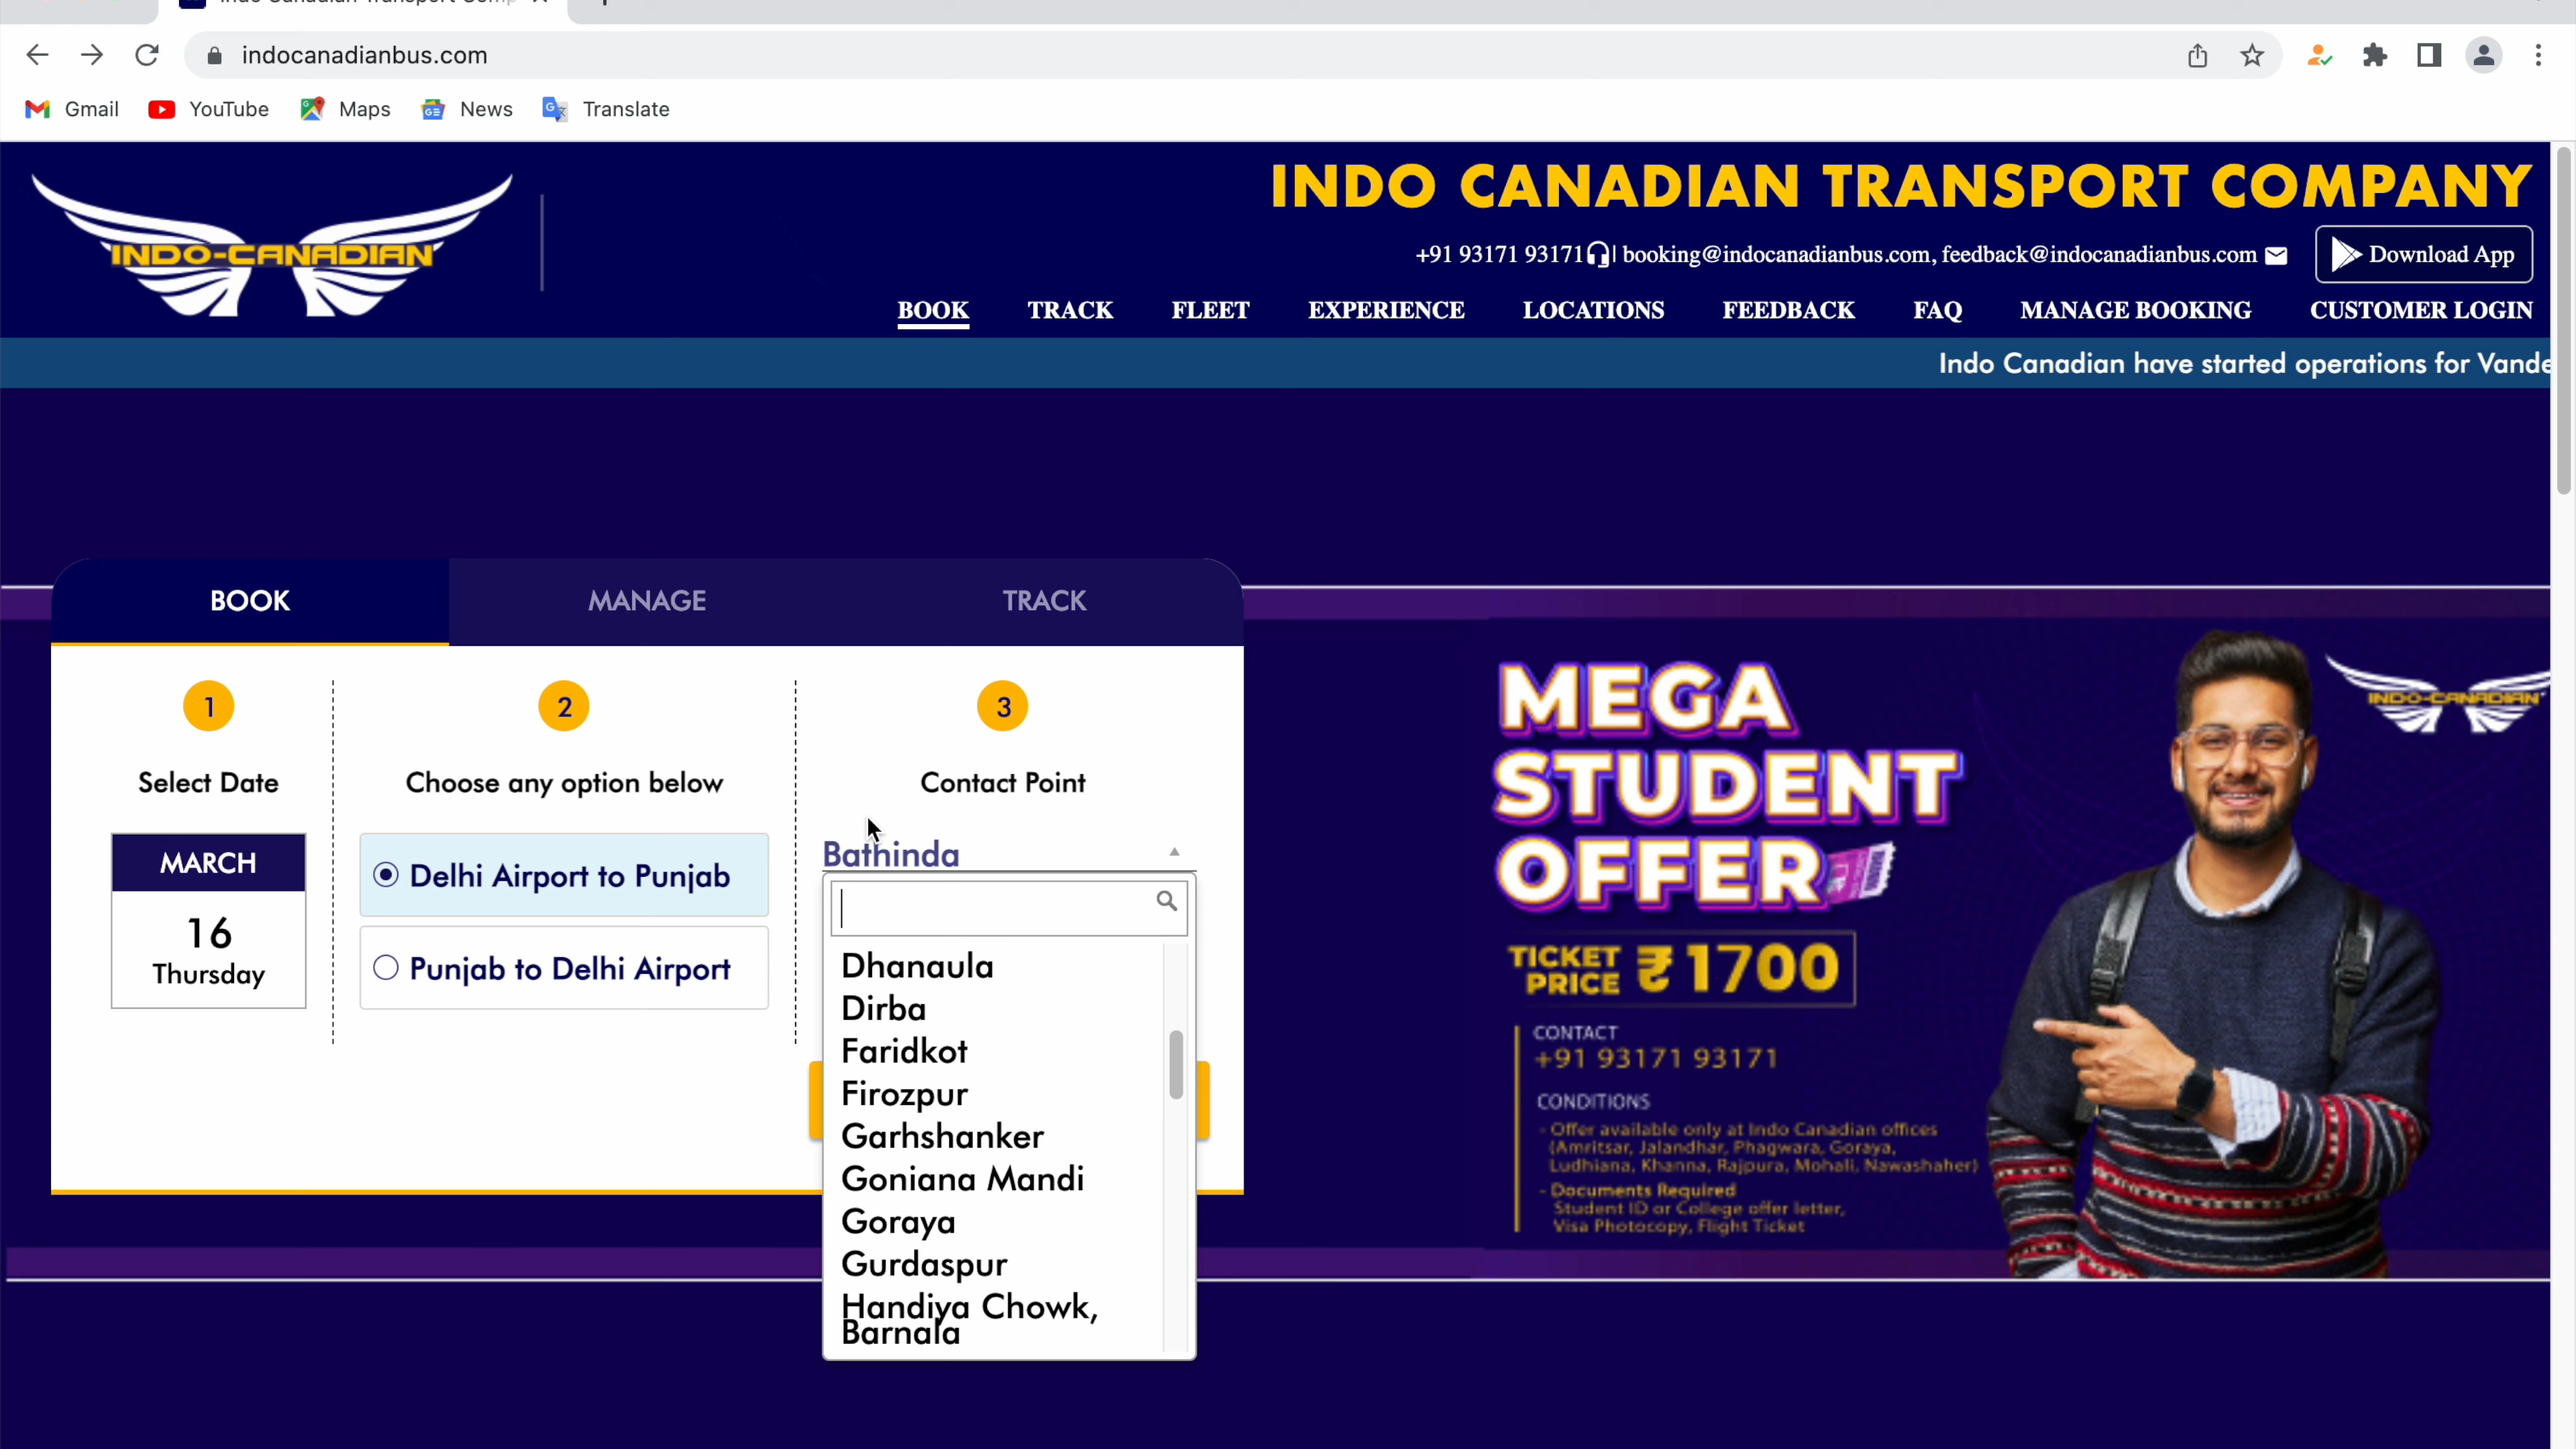 Indo Canadian Transport Comp
indocanadianbus.com
Gmail
YouTube
Maps
News
Translate
INDO-CANADIAN
INDO CANADIAN TRANSPORT COMPANY
+91 93171 93171 | booking@indocanadianbus.com, feedback@indocanadianbus.com
Download App
BOOK TRACK FLEET EXPERIENCE LOCATIONS FEEDBACK FAQ MANAGE BOOKING CUSTOMER LOGIN
Indo Canadian have started operations for Vande
BOOK
MANAGE
TRACK
1
Select Date
MARCH
16
Thursday
2
Choose any option below
Delhi Airport to Punjab
Punjab to Delhi Airport
3
Contact Point
Bathinda
Dhanaula
Dirba
Faridkot
Firozpur
Garhshanker
Goniana Mandi
Goraya
Gurdaspur
Handiya Chowk,
Barnala
MEGA
STUDENT
OFFER
TICKET
PRICE ₹ 1700
CONTACT
+91 93171 93171
CONDITIONS
- Offer available only at Indo Canadian offices
(Amritsar, Jalandhar, Phagwara, Goraya,
Ludhiana, Khanna, Rajpura, Mohali, Nawashaher)
- Documents Required
Student ID or College offer letter,
Visa Photocopy, Flight Ticket
INDO-CANADIAN